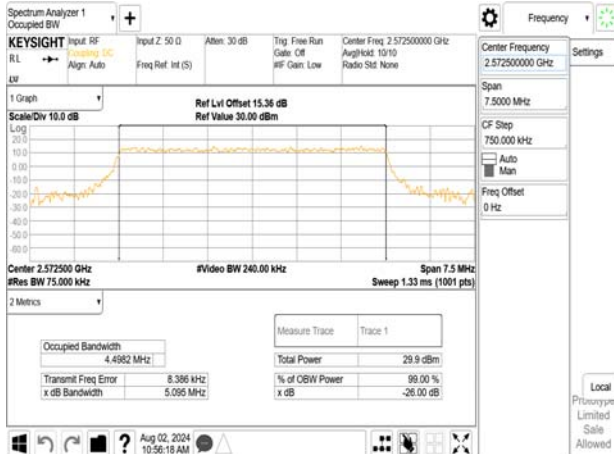 Spectrum Analyzer 1
Occupied BW
+
Frequency
KEYSIGHT
RL
Input: RF
Coupling: DC
Align: Auto
Input Z: 50 Ω
Freq Ref: Int (S)
Atten: 30 dB
Trig: Free Run
Gate: Off
#IF Gain: Low
Center Freq: 2.572500000 GHz
Avg|Hold: 10/10
Radio Std: None
1 Graph
Scale/Div 10.0 dB
Ref Lvl Offset 15.36 dB
Ref Value 30.00 dBm
Log
20.0
10.0
0.00
-10.0
-20.0
-30.0
-40.0
-50.0
-60.0
Center 2.572500 GHz
#Res BW 75.000 kHz
#Video BW 240.00 kHz
Span 7.5 MHz
Sweep 1.33 ms (1001 pts)
2 Metrics
Measure Trace
Trace 1
Occupied Bandwidth
4.4982 MHz
Total Power
29.9 dBm
Transmit Freq Error
8.386 kHz
% of OBW Power
99.00 %
x dB Bandwidth
5.095 MHz
x dB
-26.00 dB
Aug 02, 2024
10:56:18 AM
Center Frequency
2.572500000 GHz
Settings
Span
7.5000 MHz
CF Step
750.000 kHz
Auto
Man
Freq Offset
0 Hz
Local
Prototype
Limited
Sale
Allowed